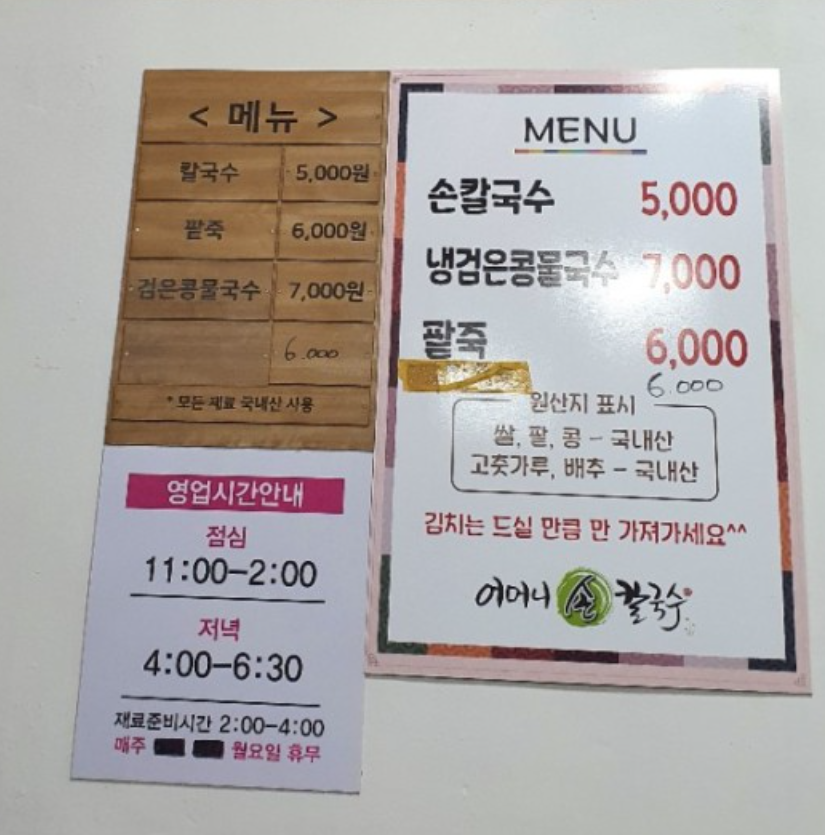 < 메뉴 >
칼국수 5,000원
팥죽 6,000원
검은콩물국수 7,000원
6.000
* 모든 재료 국내산 사용
영업시간안내
점심
11:00-2:00
저녁
4:00-6:30
재료준비시간 2:00-4:00
매주 월요일 휴무
MENU
손칼국수 5,000
냉검은콩물국수 7,000
팥죽 6,000
6.000
원산지 표시
쌀, 팥, 콩 - 국내산
고춧가루, 배추 - 국내산
김치는 드실 만큼 만 가져가세요^^
어머니 손 칼국수